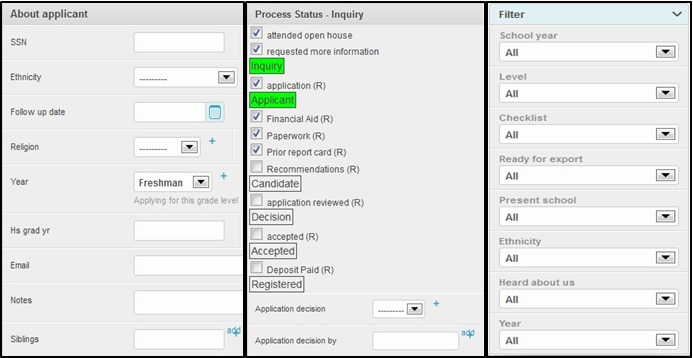 About applicant
SSN
Ethnicity
---------
Follow up date
Religion
---------
+
Year
Freshman
+
Applying for this grade level
Hs grad yr
Email
Notes
Siblings
add
+
Process Status - Inquiry
attended open house
requested more information
Inquiry
application (R)
Applicant
Financial Aid (R)
Paperwork (R)
Prior report card (R)
Recommendations (R)
Candidate
application reviewed (R)
Decision
accepted (R)
Accepted
Deposit Paid (R)
Registered
Application decision
---------
+
Application decision by
add
+
Filter
School year
All
Level
All
Checklist
All
Ready for export
All
Present school
All
Ethnicity
All
Heard about us
All
Year
All